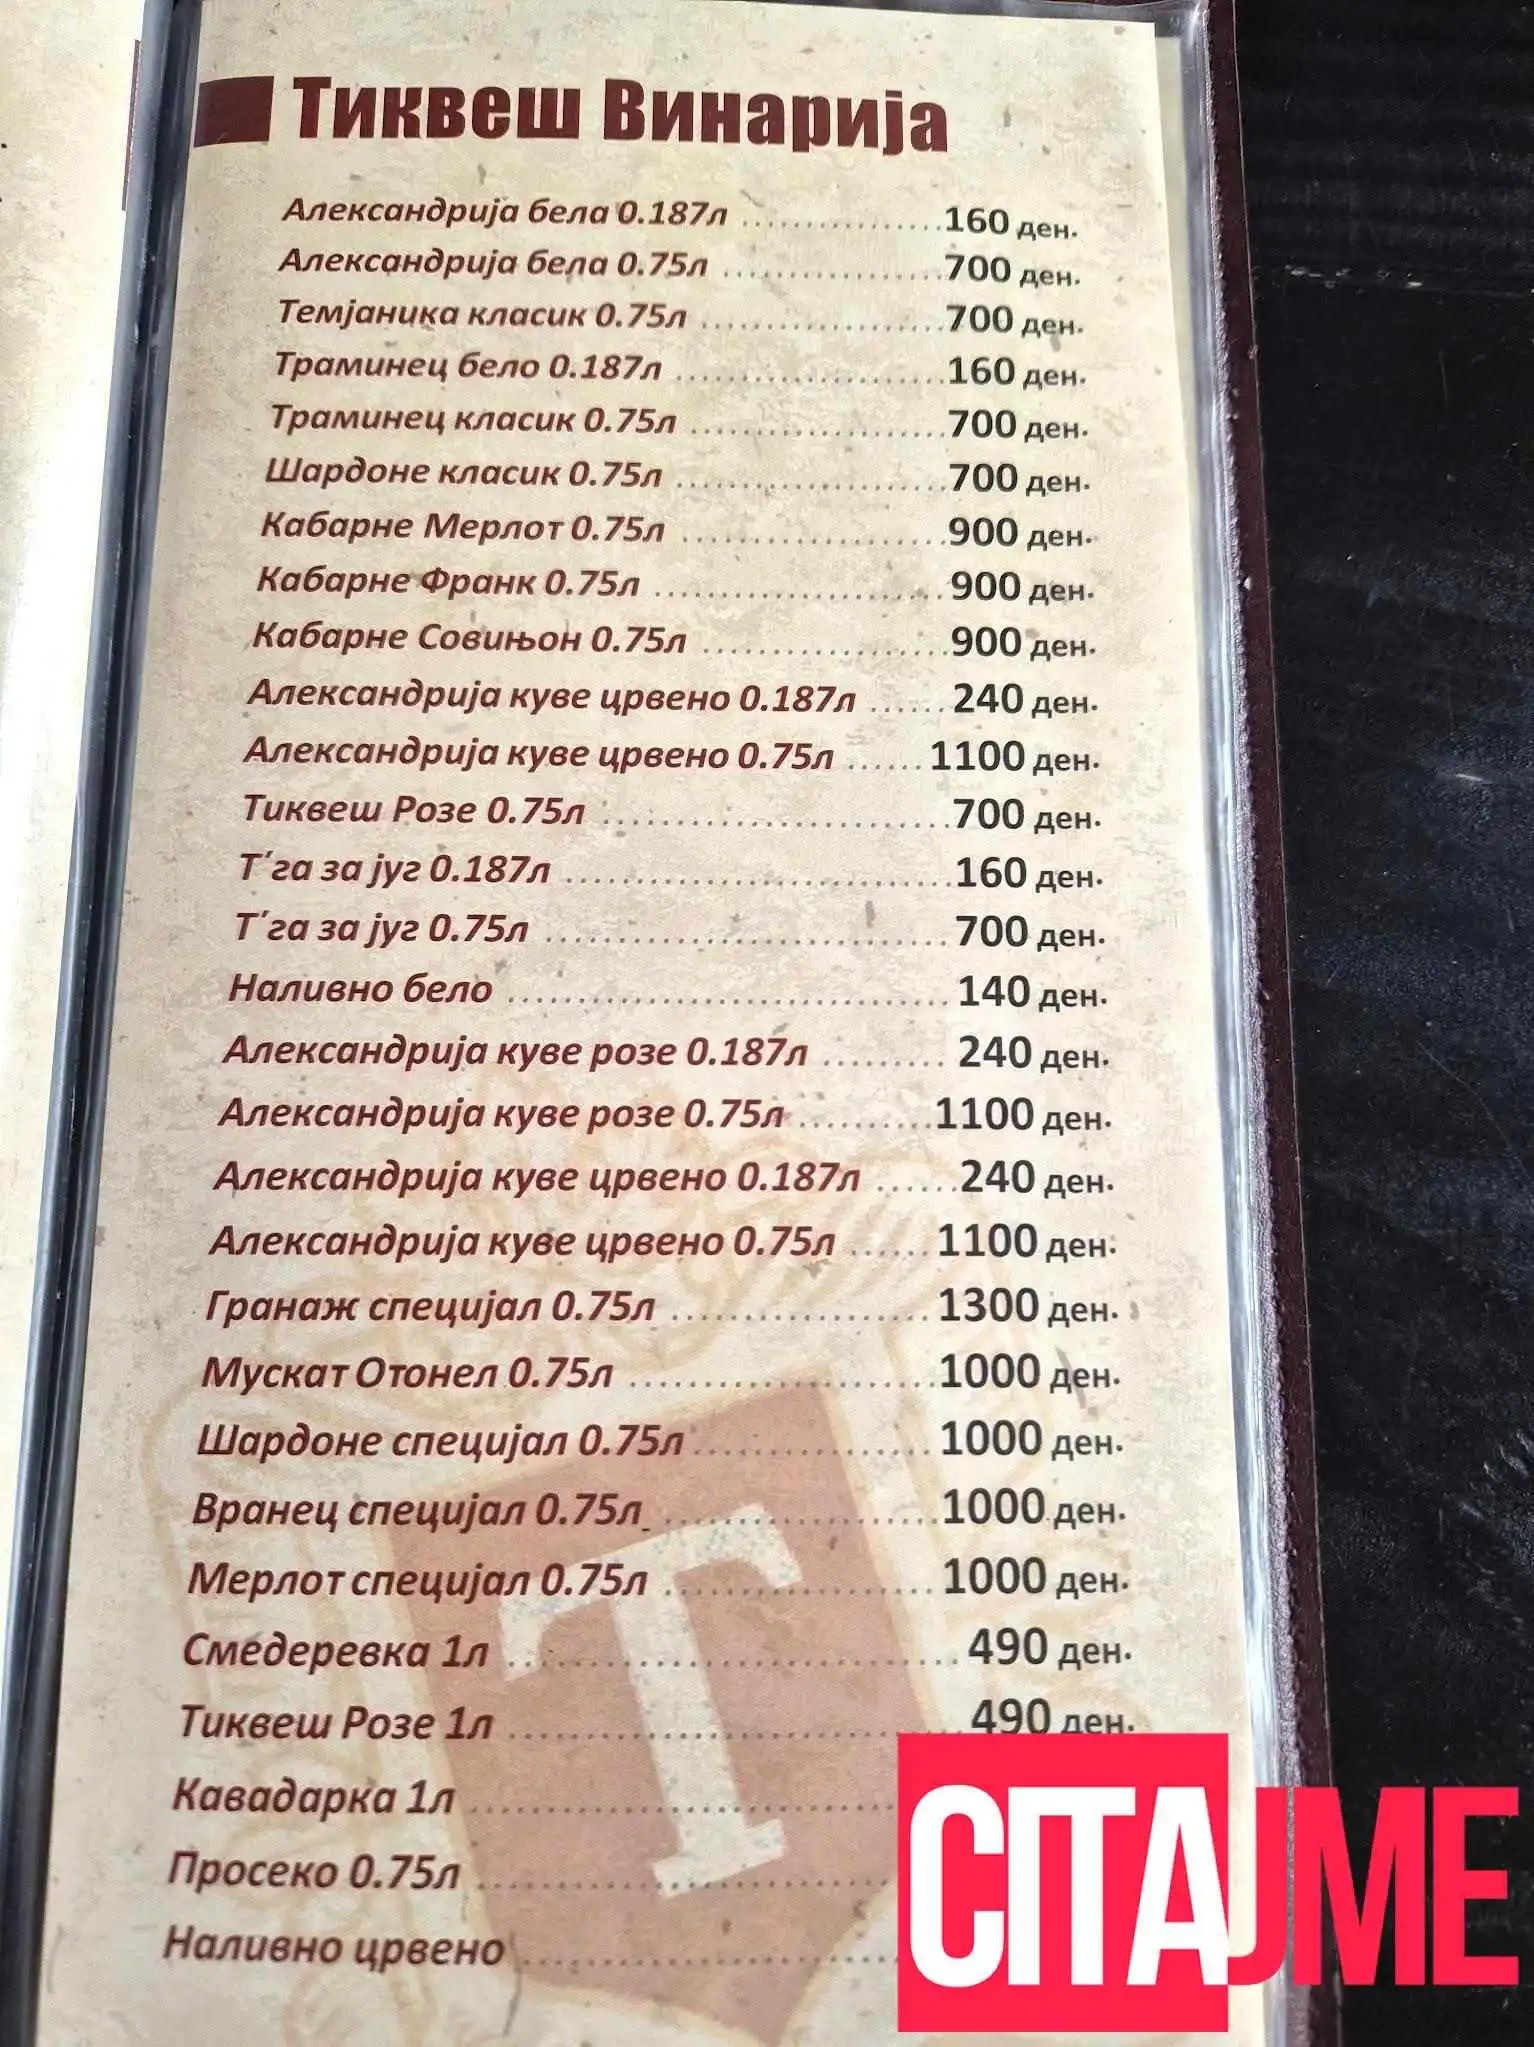 Тиквеш Винарија
Александрија бела 0.187л ................ 160 ден.
Александрија бела 0.75л ................ 700 ден.
Темјаника класик 0.75л ................ 700 ден.
Траминец бело 0.187л ................ 160 ден.
Траминец класик 0.75л ................ 700 ден.
Шардоне класик 0.75л ................ 700 ден.
Кабарне Мерлот 0.75л ................ 900 ден.
Кабарне Франк 0.75л ................ 900 ден.
Кабарне Совињон 0.75л ................ 900 ден.
Александрија куве црвено 0.187л ...... 240 ден.
Александрија куве црвено 0.75л ...... 1100 ден.
Тиквеш Розе 0.75л ................ 700 ден.
Т΄га за југ 0.187л ................ 160 ден.
Т΄га за југ 0.75л ................ 700 ден.
Наливно бело ................ 140 ден.
Александрија куве розе 0.187л ......... 240 ден.
Александрија куве розе 0.75л ......... 1100 ден.
Александрија куве црвено 0.187л ...... 240 ден.
Александрија куве црвено 0.75л ...... 1100 ден.
Гранаж специјал 0.75л ................ 1300 ден.
Мускат Отонел 0.75л ................ 1000 ден.
Шардоне специјал 0.75л ................ 1000 ден.
Вранец специјал 0.75л ................ 1000 ден.
Мерлот специјал 0.75л ................ 1000 ден.
Смедеревка 1л ................ 490 ден.
Тиквеш Розе 1л ................ 490 ден.
Кавадарка 1л ................
Просеко 0.75л ................
Наливно црвено ................
Т
CITAJME